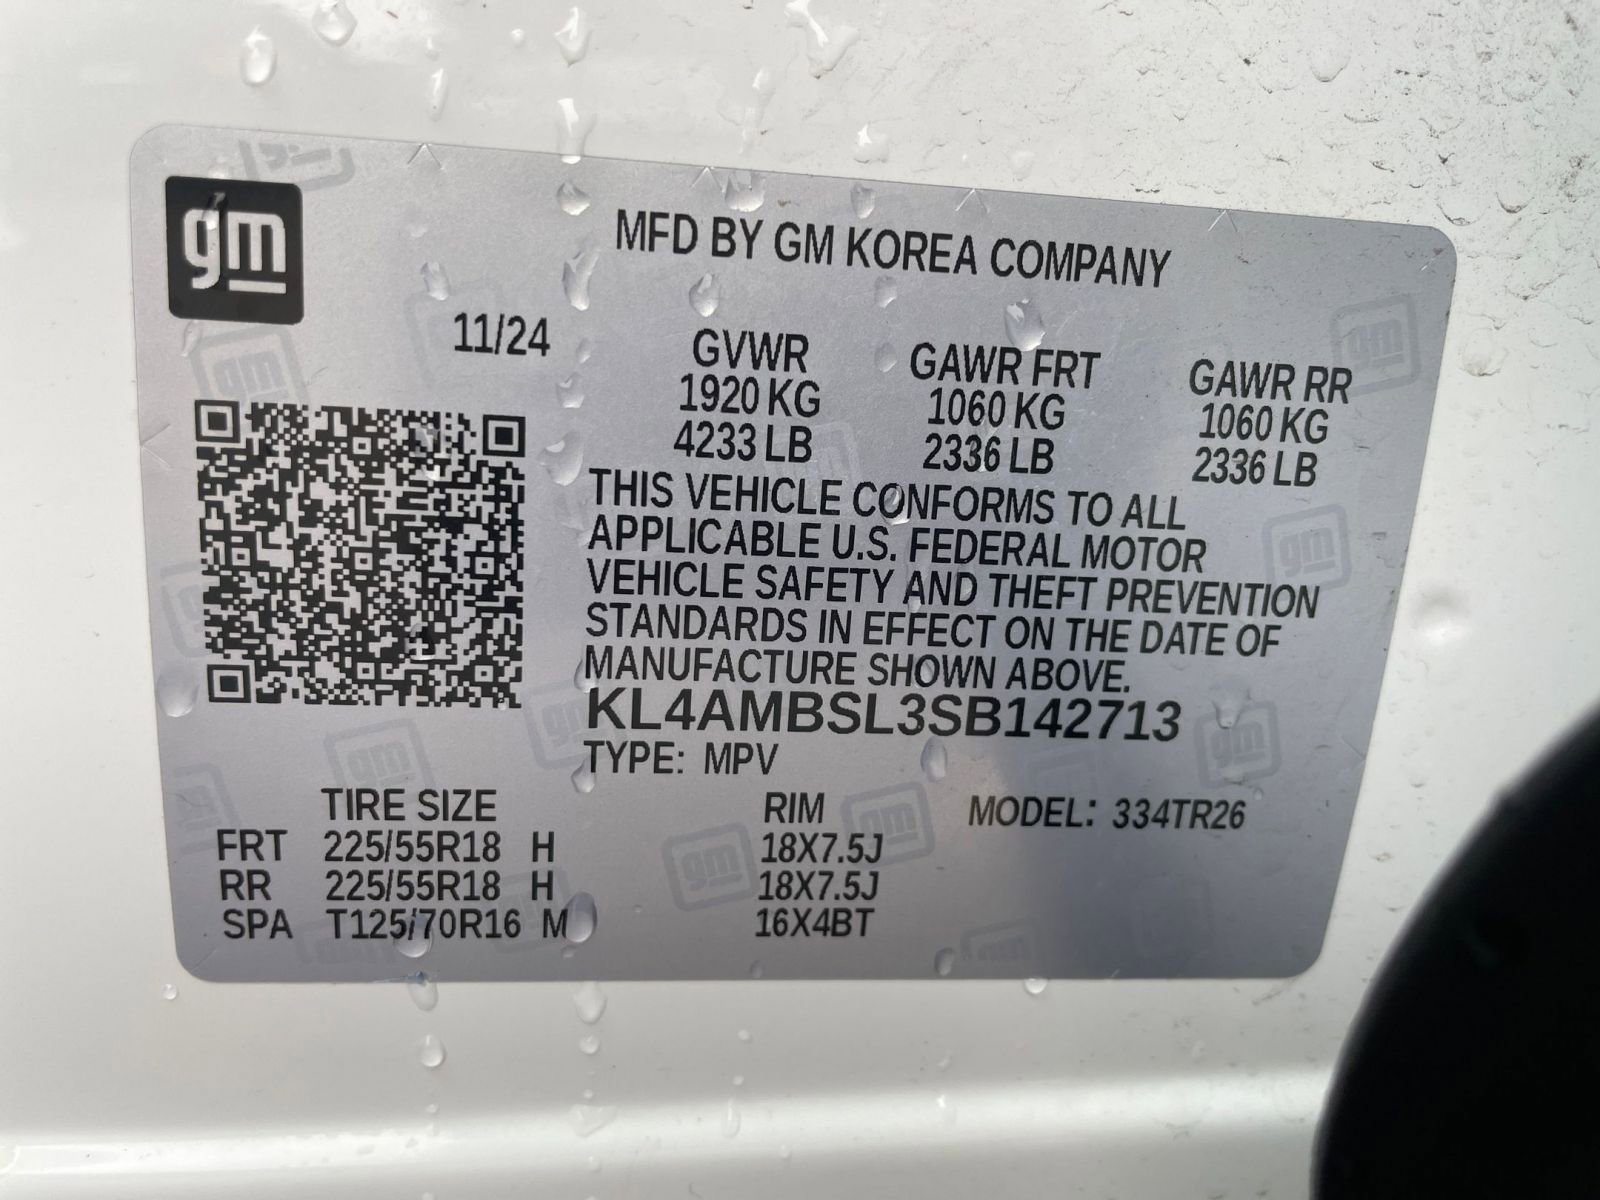 gm
MFD BY GM KOREA COMPANY
11/24
GVWR GAWR FRT GAWR RR
1920 KG 1060 KG 1060 KG
4233 LB 2336 LB 2336 LB
THIS VEHICLE CONFORMS TO ALL
APPLICABLE U.S. FEDERAL MOTOR
VEHICLE SAFETY AND THEFT PREVENTION
STANDARDS IN EFFECT ON THE DATE OF
MANUFACTURE SHOWN ABOVE.
KL4AMBSL3SB142713
TYPE: MPV
TIRE SIZE RIM MODEL: 334TR26
FRT 225/55R18 H 18X7.5J
RR 225/55R18 H 18X7.5J
SPA T125/70R16 M 16X4BT